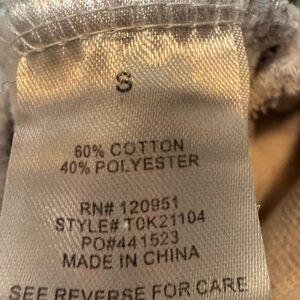 S
60% COTTON
40% POLYESTER
RN# 120951
STYLE# T0K21104
PO#441523
MADE IN CHINA
SEE REVERSE FOR CARE